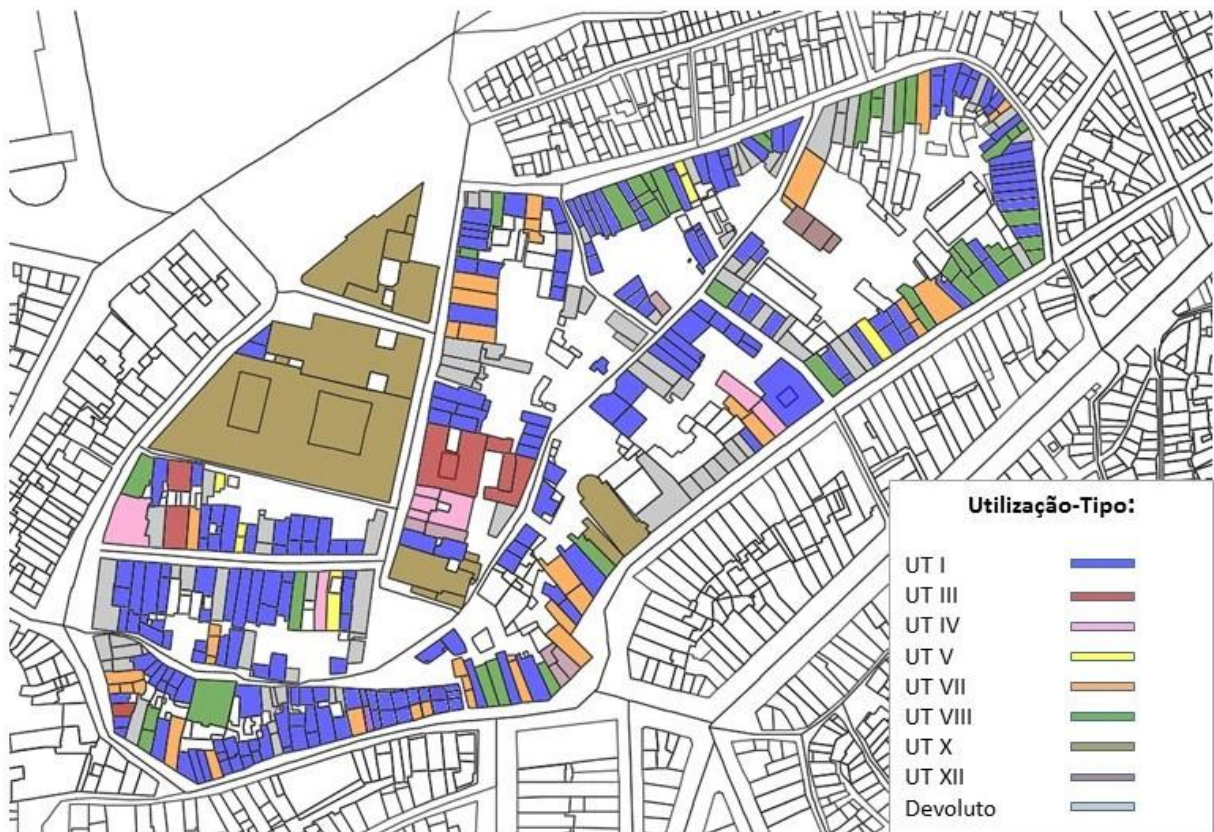 Utilização-Tipo:
UT I
UT III
UT IV
UT V
UT VII
UT VIII
UT X
UT XII
Devoluto